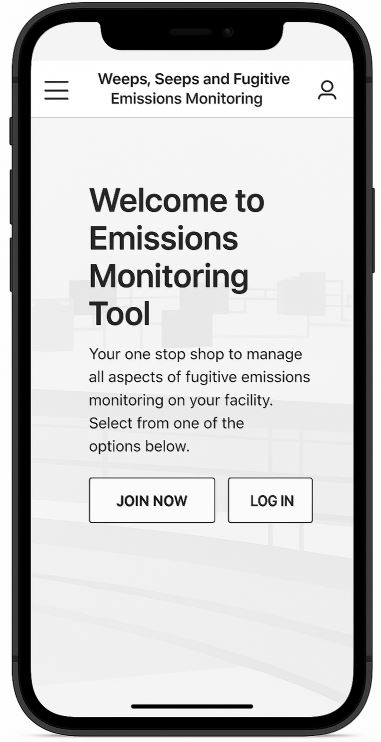 Weeps, Seeps and Fugitive
Emissions Monitoring
Welcome to
Emissions
Monitoring
Tool
Your one stop shop to manage
all aspects of fugitive emissions
monitoring on your facility.
Select from one of the
options below.
JOIN NOW
LOG IN